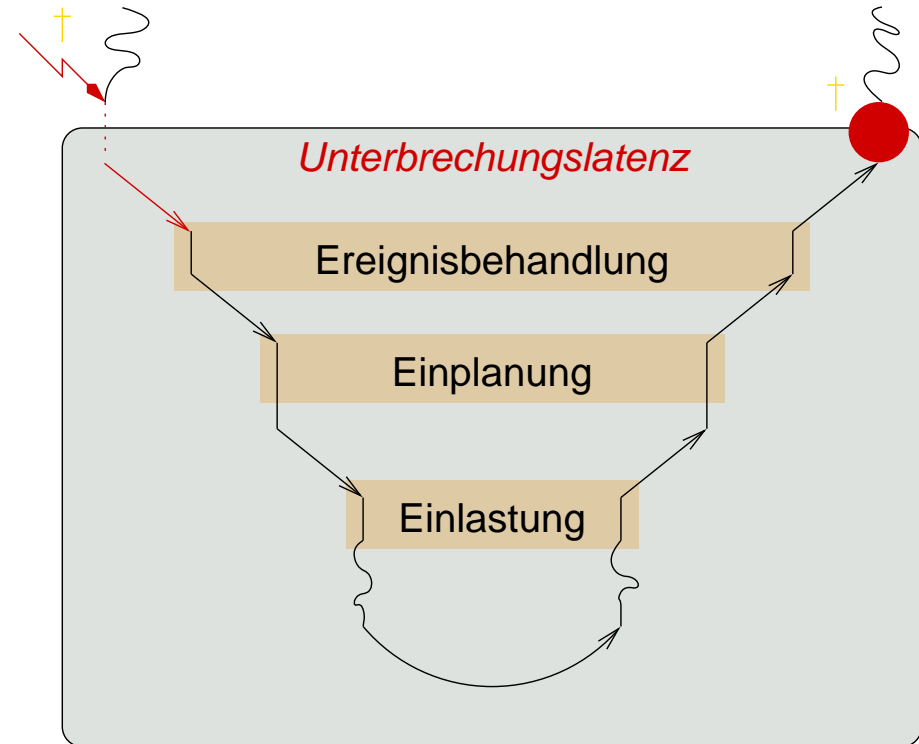 †
†
Unterbrechungslatenz
Ereignisbehandlung
Einplanung
Einlastung